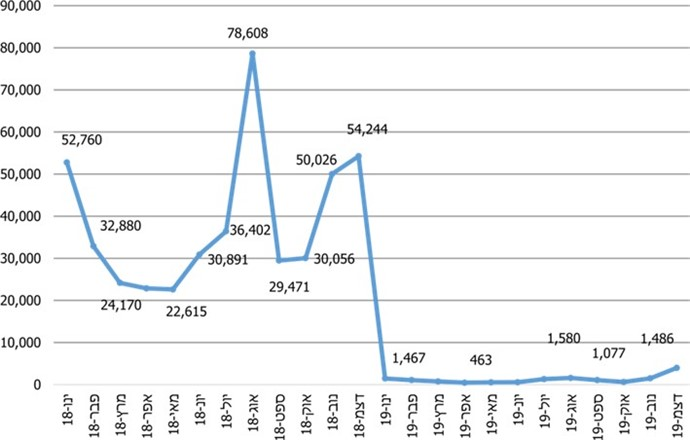 90,000
80,000
70,000
60,000
50,000
40,000
30,000
20,000
10,000
0
78,608
52,760
54,244
50,026
32,880
36,402
30,891
30,056
29,471
24,170
22,615
1,467
463
1,580
1,077
1,486
ינו-18
פבר-18
מרץ-18
אפר-18
מאי-18
יונ-18
יול-18
אוג-18
ספט-18
אוק-18
נוב-18
דצמ-18
ינו-19
פבר-19
מרץ-19
אפר-19
מאי-19
יונ-19
יול-19
אוג-19
ספט-19
אוק-19
נוב-19
דצמ-19